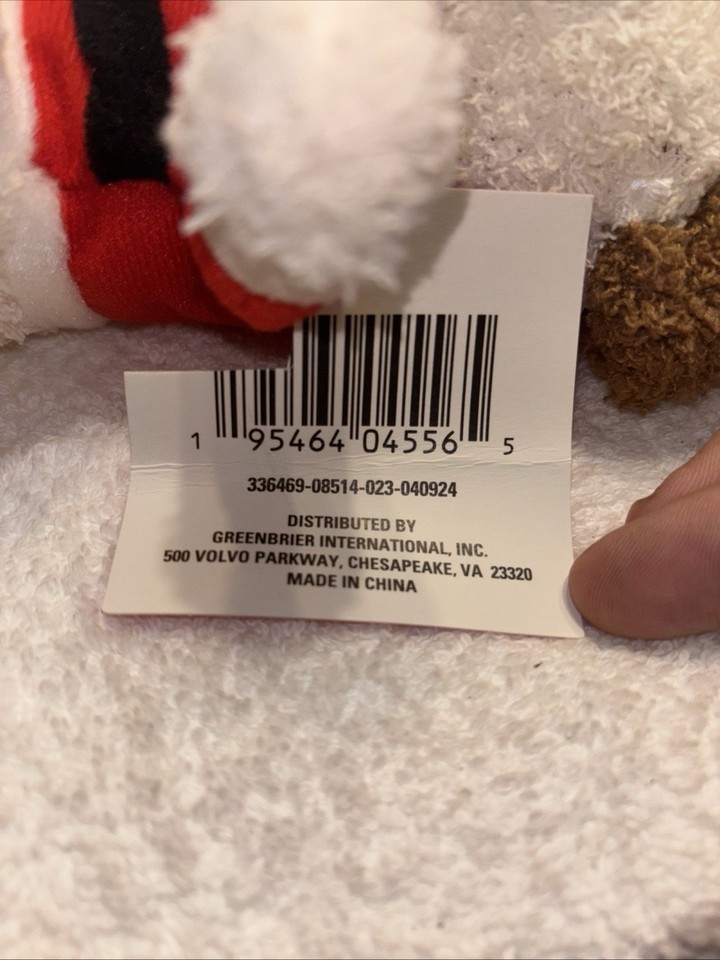 1 95464 04556 5
336469-08514-023-040924
DISTRIBUTED BY
GREENBRIER INTERNATIONAL, INC.
500 VOLVO PARKWAY, CHESAPEAKE, VA 23320
MADE IN CHINA